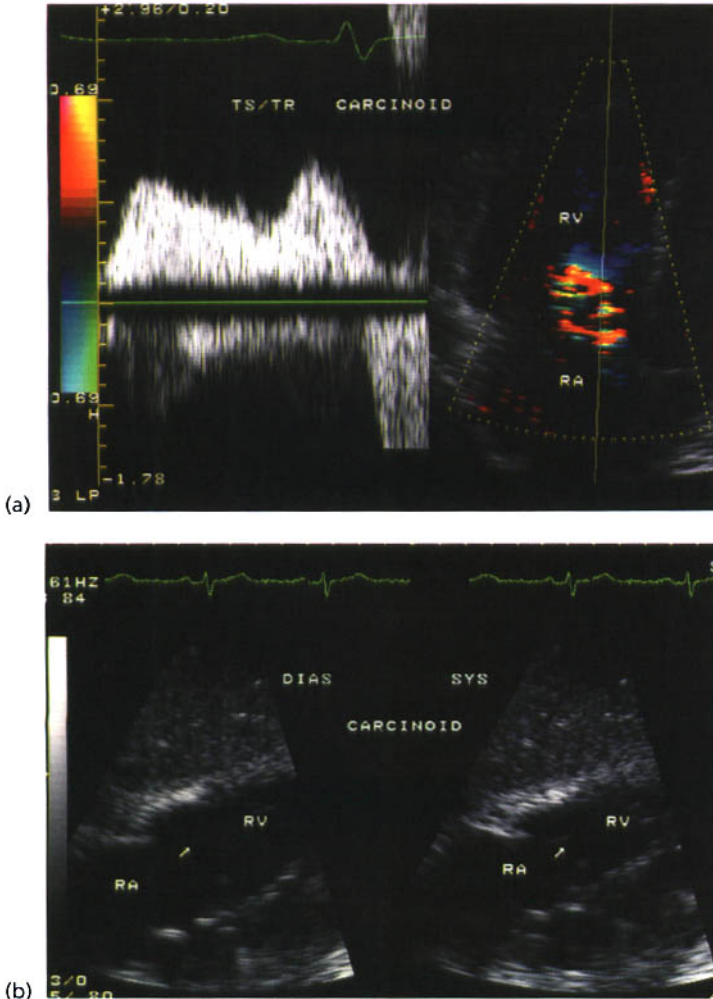 +2.96/0.20
0.69
TS/TR CARCINOID
RV
RA
0.69
H
-1.78
3 LP
(a)
61HZ
84
DIAS SYS
CARCINOID
RV RV
RA RA
3/0
(b)